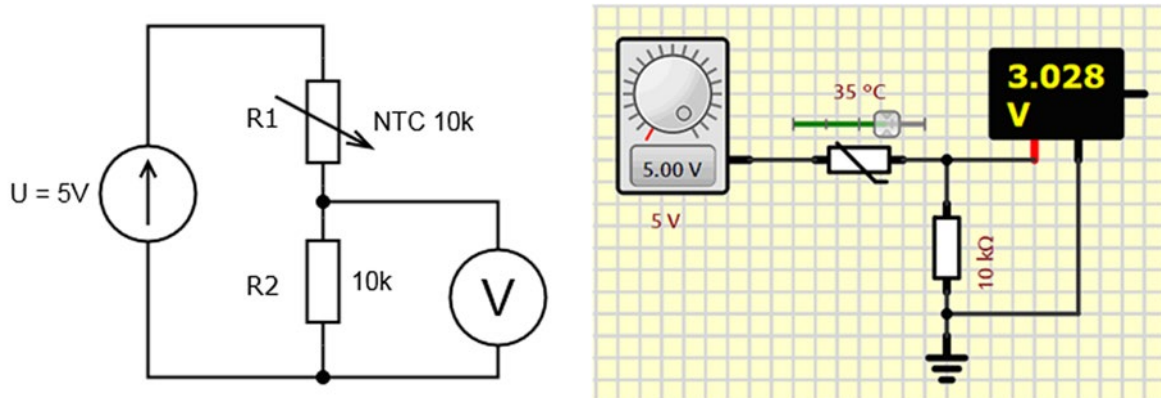 R1
NTC 10k
U = 5V
R2
10k
V
5.00 V
5 V
35 °C
3.028
V
10 kΩ